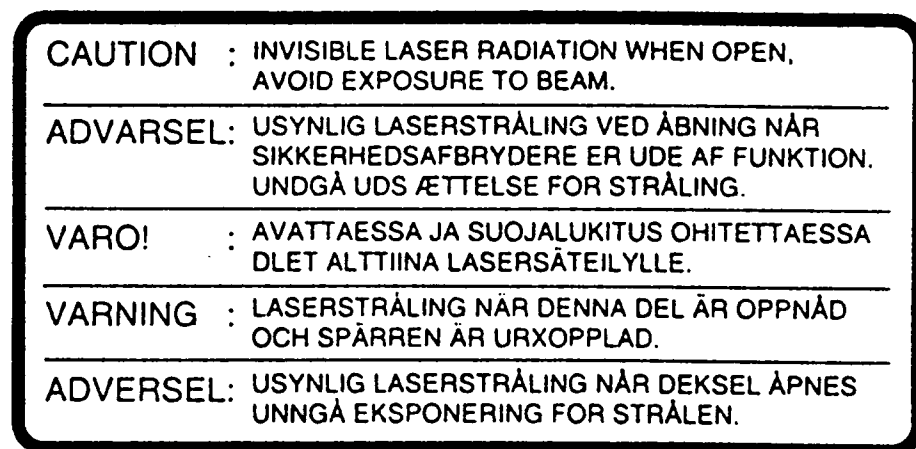 CAUTION : INVISIBLE LASER RADIATION WHEN OPEN,
AVOID EXPOSURE TO BEAM.
ADVARSEL: USYNLIG LASERSTRÅLING VED ÅBNING NÅR
SIKKERHEDSAFBRYDERE ER UDE AF FUNKTION.
UNDGÅ UDS ÆTTELSE FOR STRÅLING.
VARO! : AVATTAESSA JA SUOJALUKITUS OHITETTAESSA
DLET ALTTIINA LASERSÄTEILYLLE.
VARNING : LASERSTRÅLING NÄR DENNA DEL ÄR OPPNÅD
OCH SPÄRREN ÄR URXOPPLAD.
ADVERSEL: USYNLIG LASERSTRÅLING NÅR DEKSEL ÅPNES
UNNGÅ EKSPONERING FOR STRÅLEN.